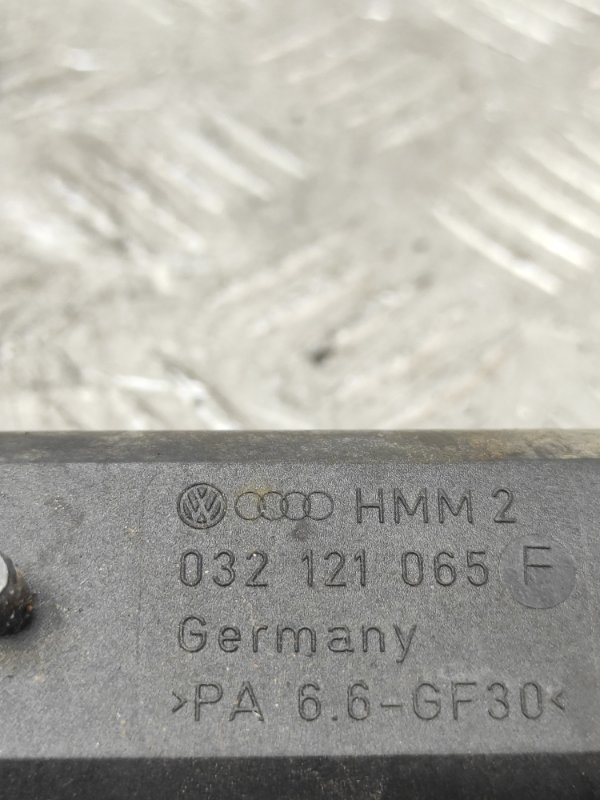 HMM 2
032 121 065 F
Germany
>PA 6.6-GF30<